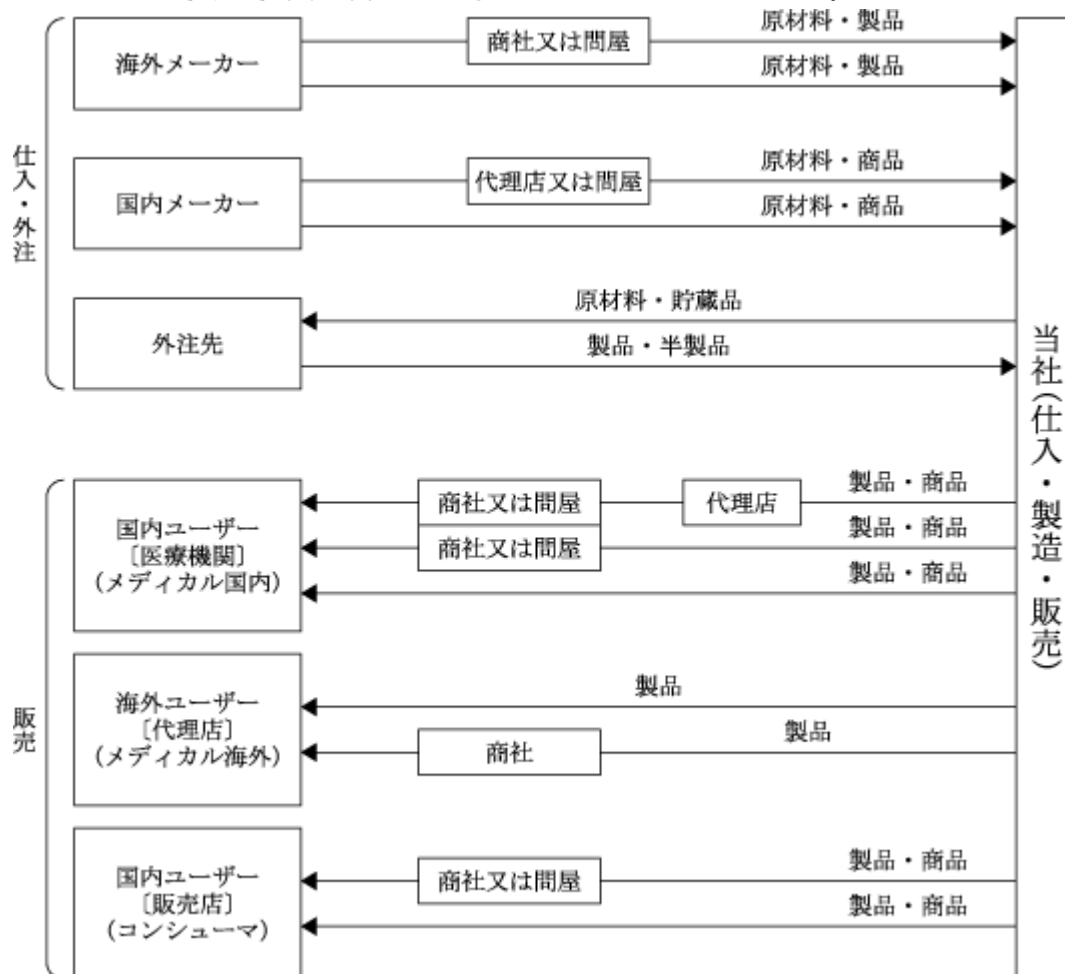 商社又は問屋
原材料・製品
海外メーカー
原材料・製品
仕入・外注
代理店又は問屋
原材料・商品
国内メーカー
原材料・商品
原材料・貯蔵品
外注先
製品・半製品
当社(仕入・製造・販売)
販売
国内ユーザー
〔医療機関〕
(メディカル国内)
商社又は問屋
代理店
製品・商品
商社又は問屋
製品・商品
製品・商品
海外ユーザー
〔代理店〕
(メディカル海外)
製品
商社
製品
国内ユーザー
〔販売店〕
(コンシューマ)
商社又は問屋
製品・商品
製品・商品